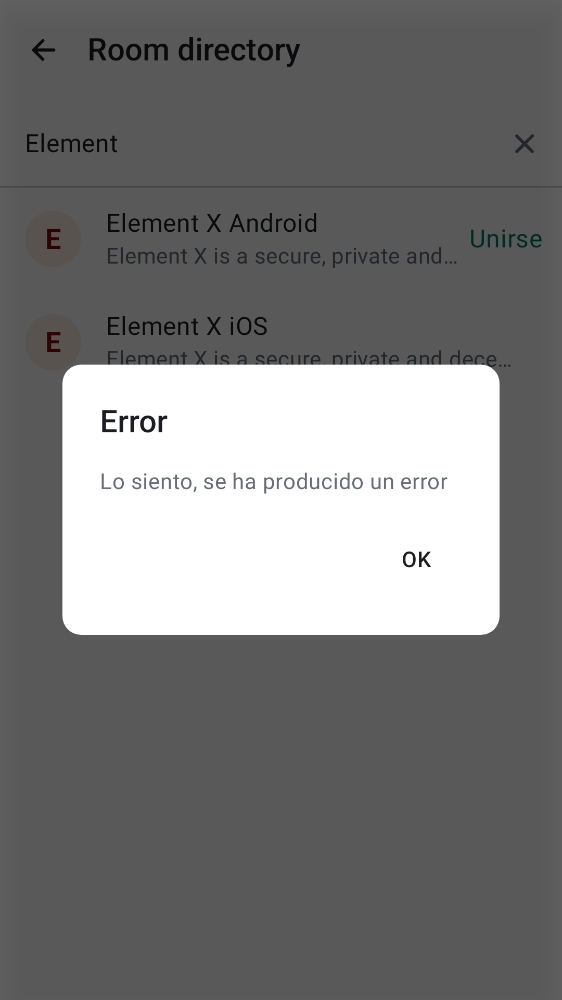 Room directory
Element
E
Element X Android
Element X is a secure, private and…
Unirse
E
Element X iOS
Element X is a secure, private and dece…
Error
Lo siento, se ha producido un error
OK